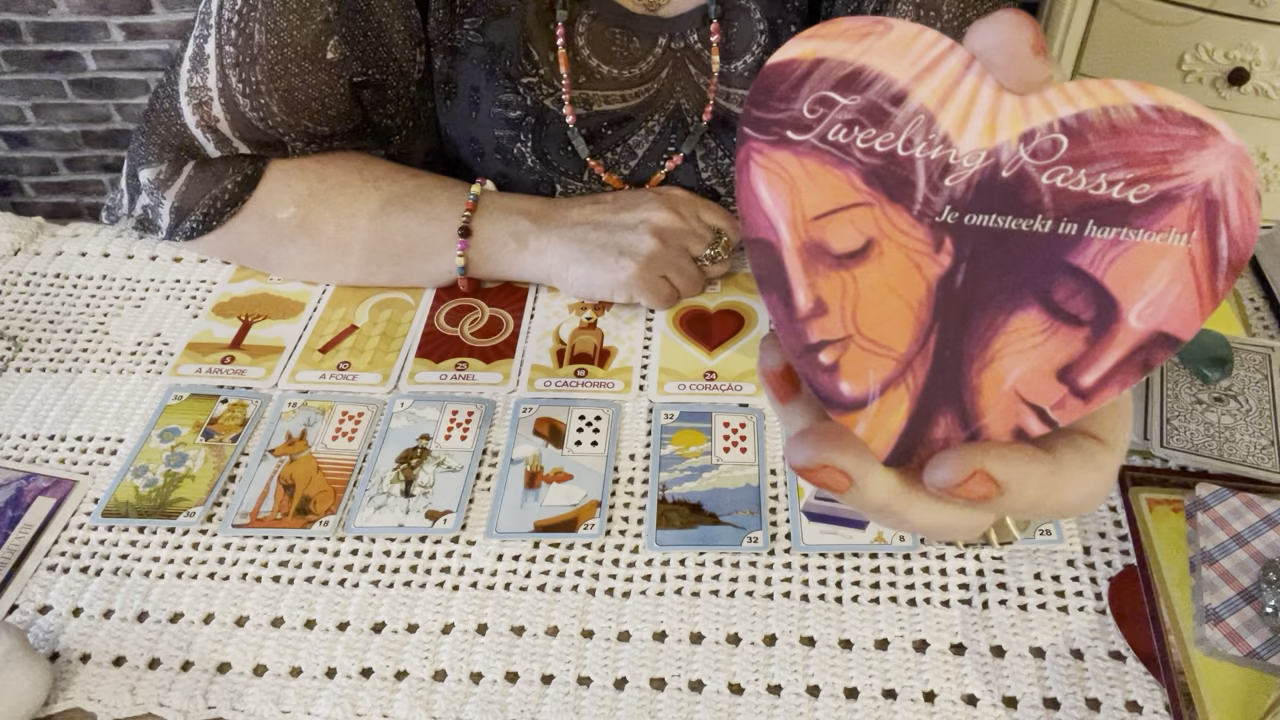 Tweeling Passie
Je ontsteekt in hartstocht!
5
A ÁRVORE
10
A FOICE
25
O ANEL
18
O CACHORRO
24
O CORAÇÃO
30
18
1
27
32
30
18
1
27
32
8
28